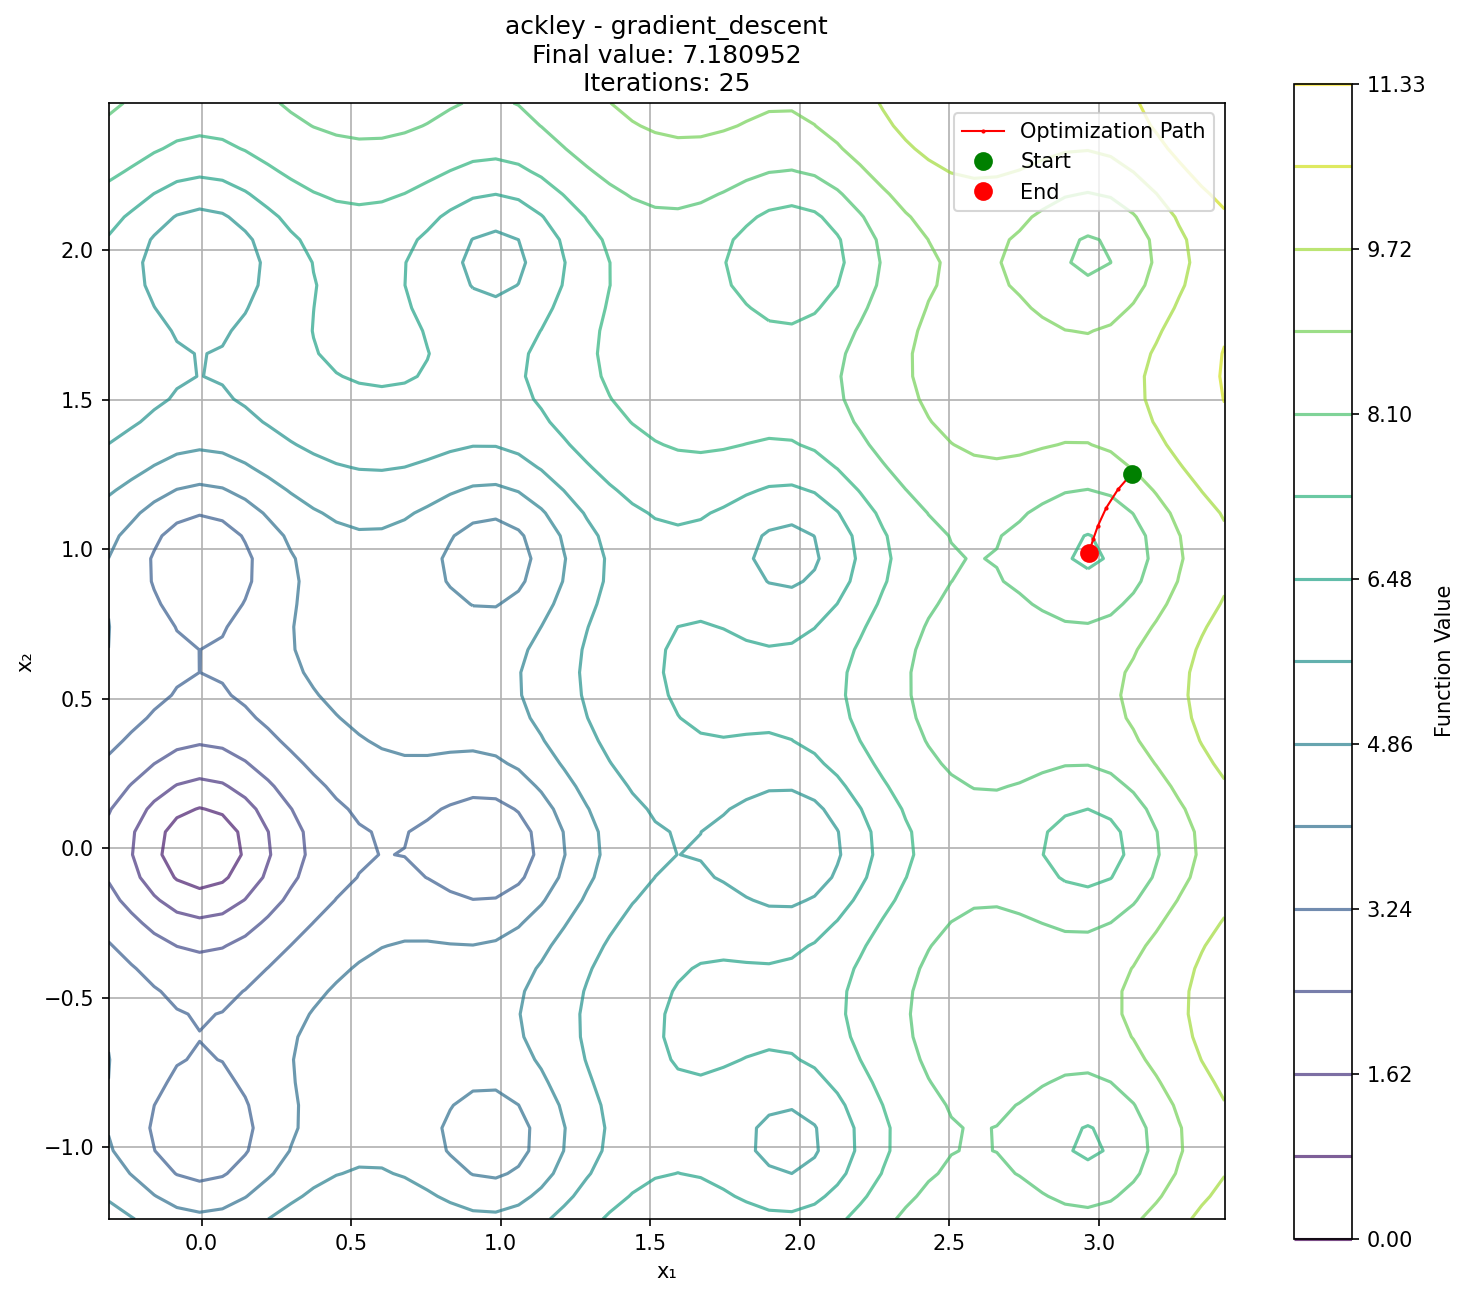 ackley - gradient_descent
Final value: 7.180952
Iterations: 25
Optimization Path
Start
End
2.0
1.5
1.0
0.5
0.0
−0.5
−1.0
x₂
0.0
0.5
1.0
1.5
2.0
2.5
3.0
x₁
11.33
9.72
8.10
6.48
4.86
3.24
1.62
0.00
Function Value